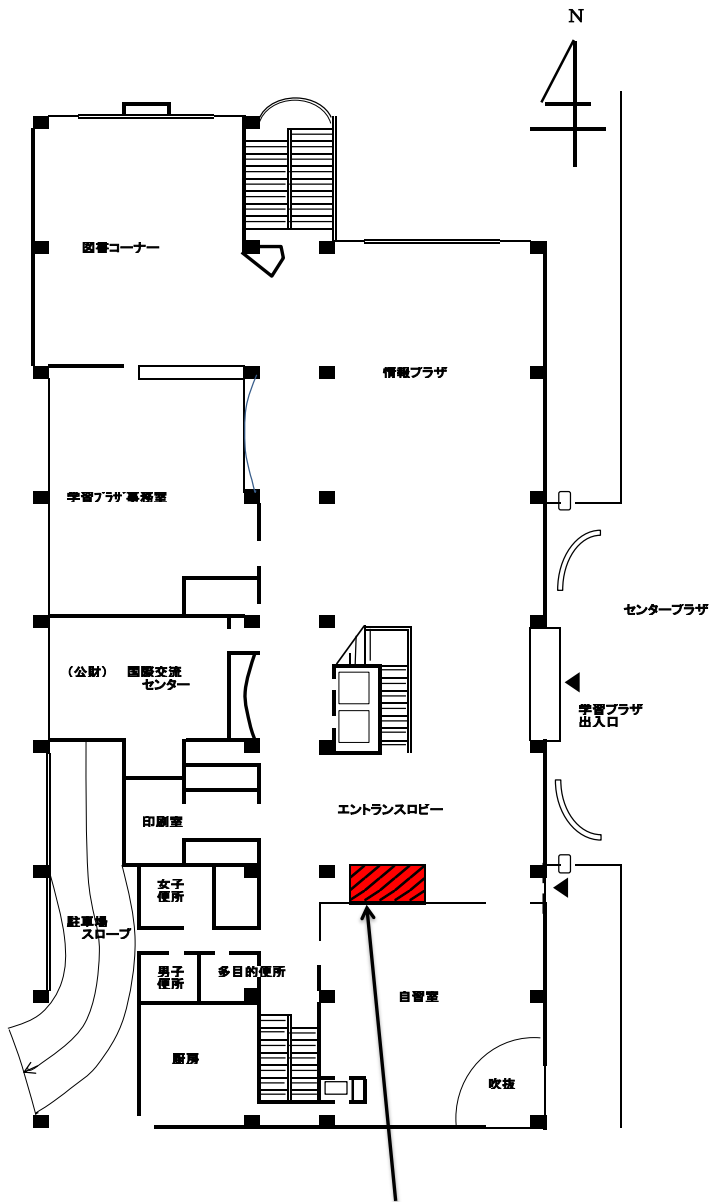 N
図書コーナー
情報プラザ
学習プラザ事務室
センタープラザ
（公財） 国際交流
センター
学習プラザ
出入口
エントランスロビー
印刷室
女子
便所
駐車場
スロープ
男子
便所
多目的便所
自習室
厨房
吹抜